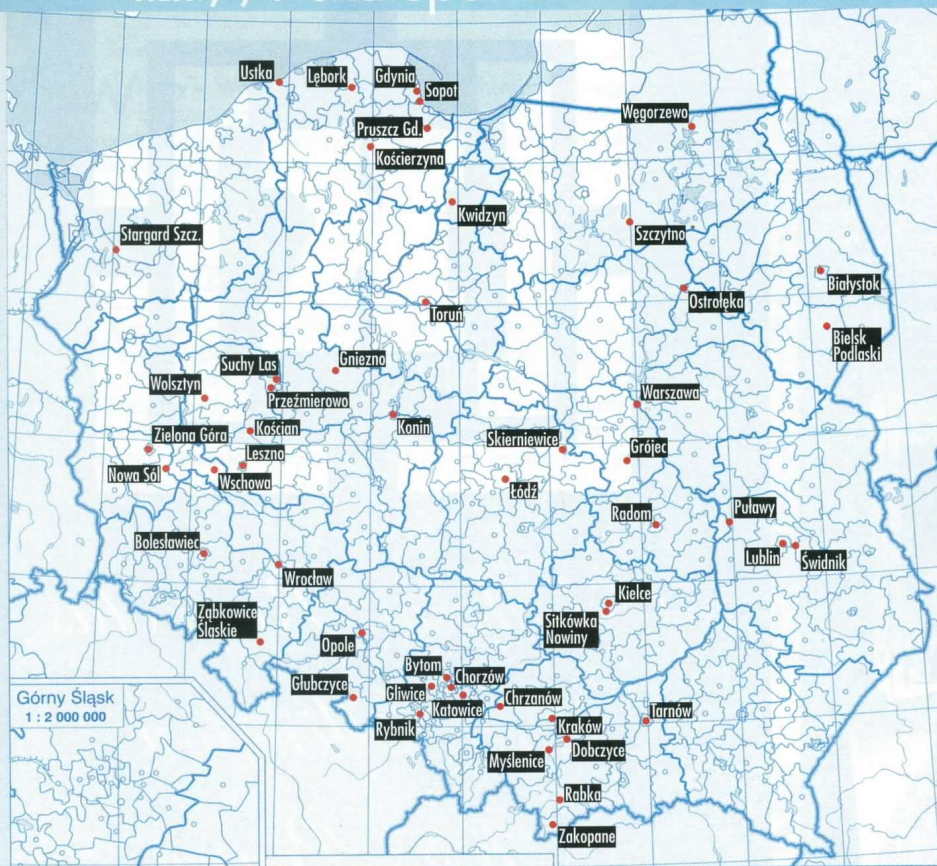 Ustka
Lębork
Gdynia
Sopot
Pruszcz Gd.
Kościerzyna
Węgorzewo
Kwidzyn
Stargard Szcz.
Szczytno
Białystok
Ostrołęka
Toruń
Bielsk
Podlaski
Gniezno
Suchy Las
Wolsztyn
Przeźmierowo
Warszawa
Konin
Kościan
Zielona Góra
Skierniewice
Leszno
Grójec
Nowa Sól
Wschowa
Łódź
Puławy
Radom
Bolesławiec
Lublin
Świdnik
Wrocław
Kielce
Ząbkowice
Śląskie
Sitkówka
Nowiny
Opole
Bytom
Chorzów
Głubczyce
Gliwice
Katowice
Chrzanów
Tarnów
Rybnik
Kraków
Dobczyce
Myślenice
Rabka
Zakopane
Górny Śląsk
1 : 2 000 000